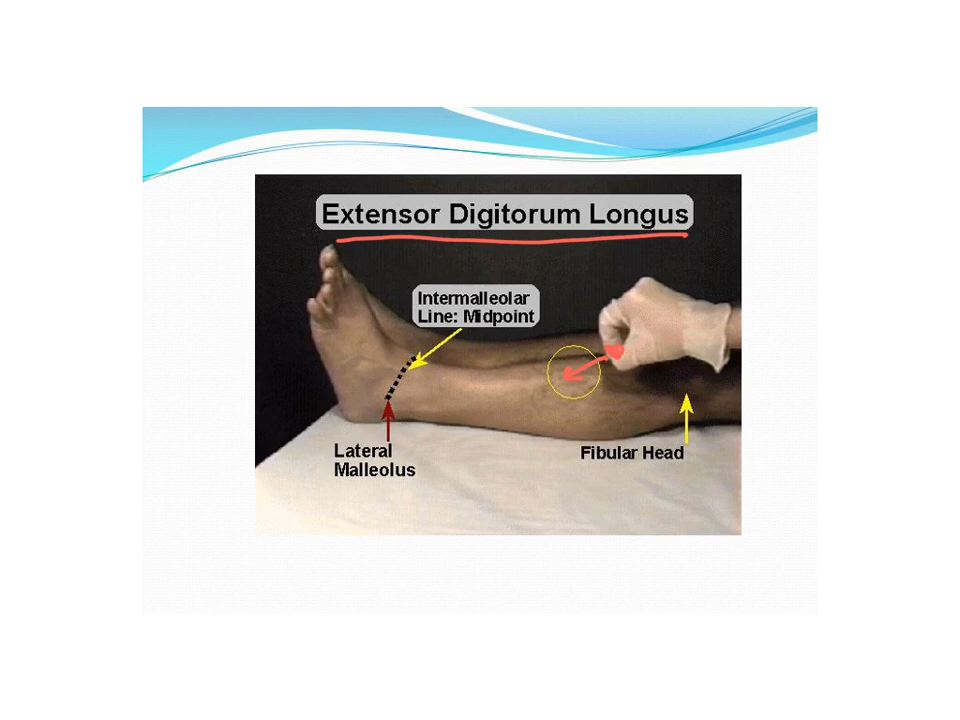 Extensor Digitorum Longus
Intermalleolar
Line: Midpoint
Lateral
Malleolus
Fibular Head